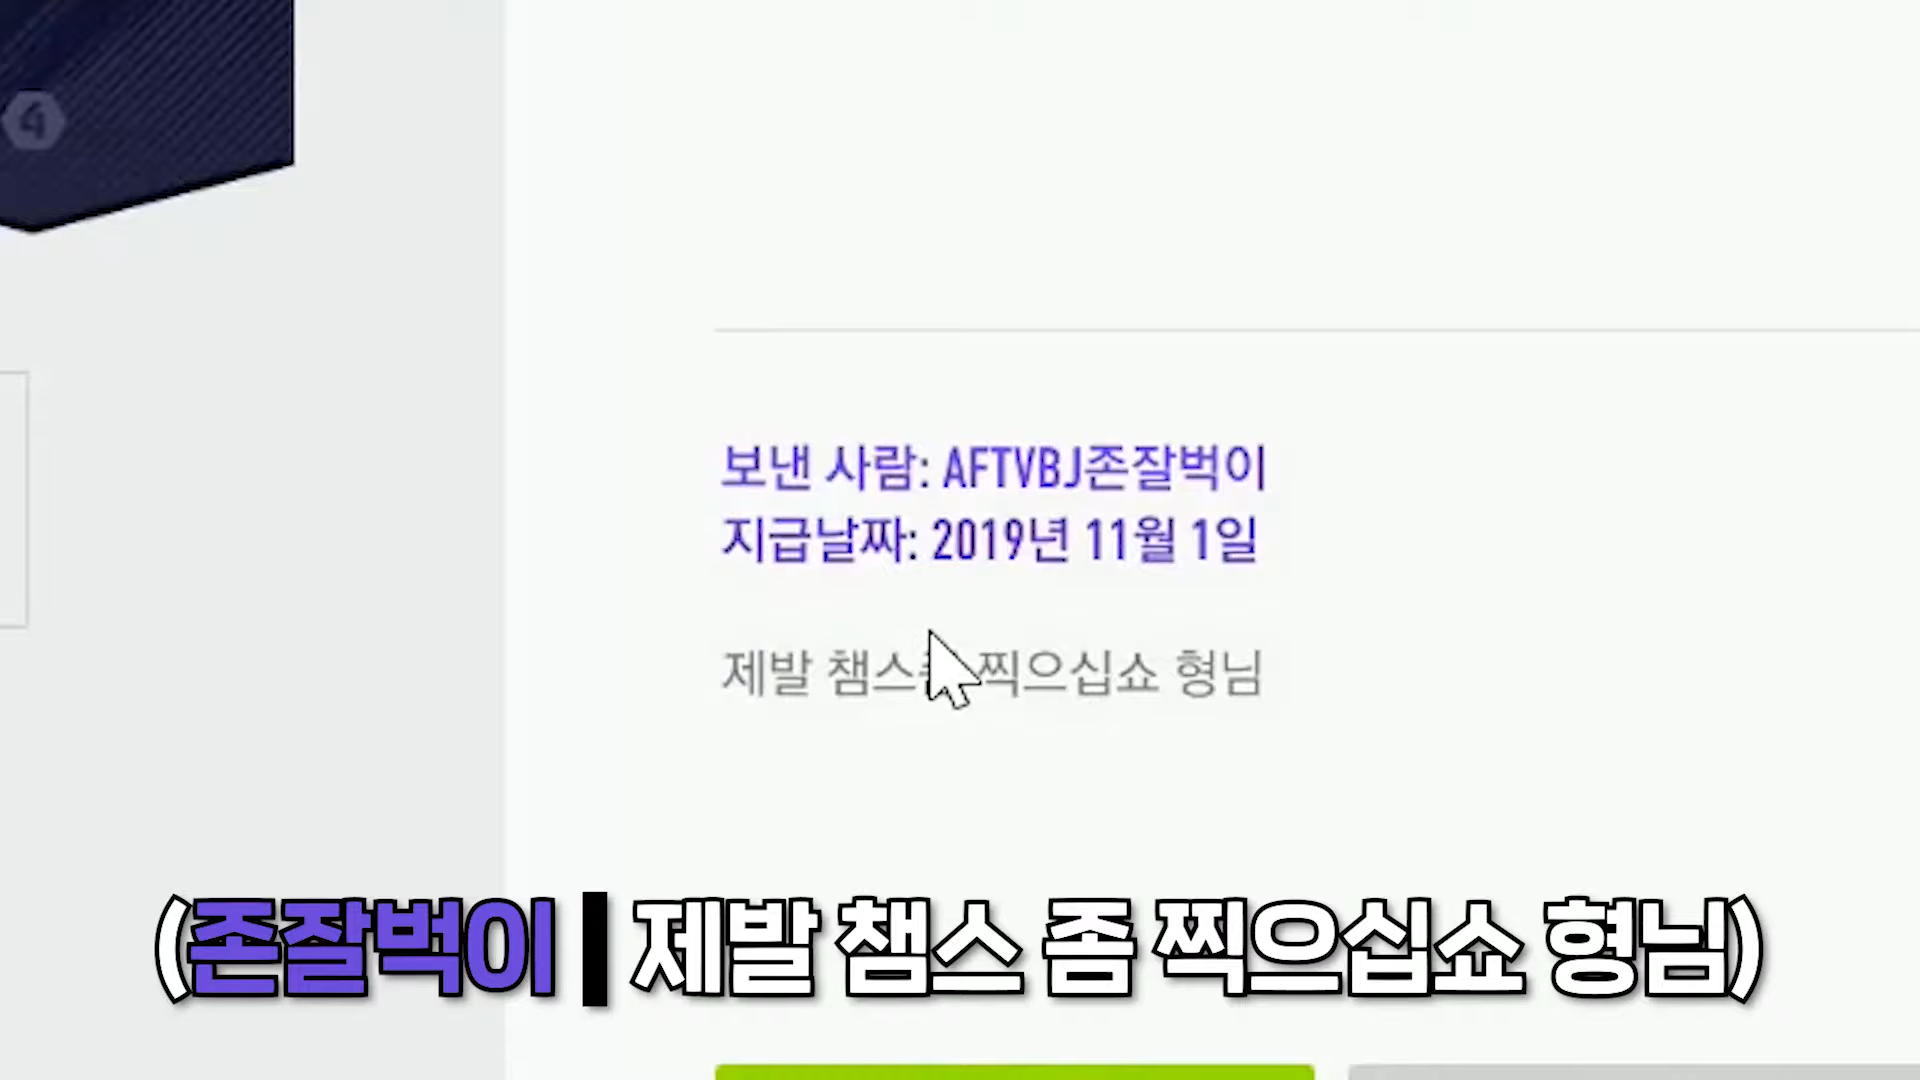 4
보낸 사람: AFTVBJ존잘벅이
지급날짜: 2019년 11월 1일
제발 챔스 찍으십쇼 형님
(존잘벅이 | 제발 챔스 좀 찍으십쇼 형님)